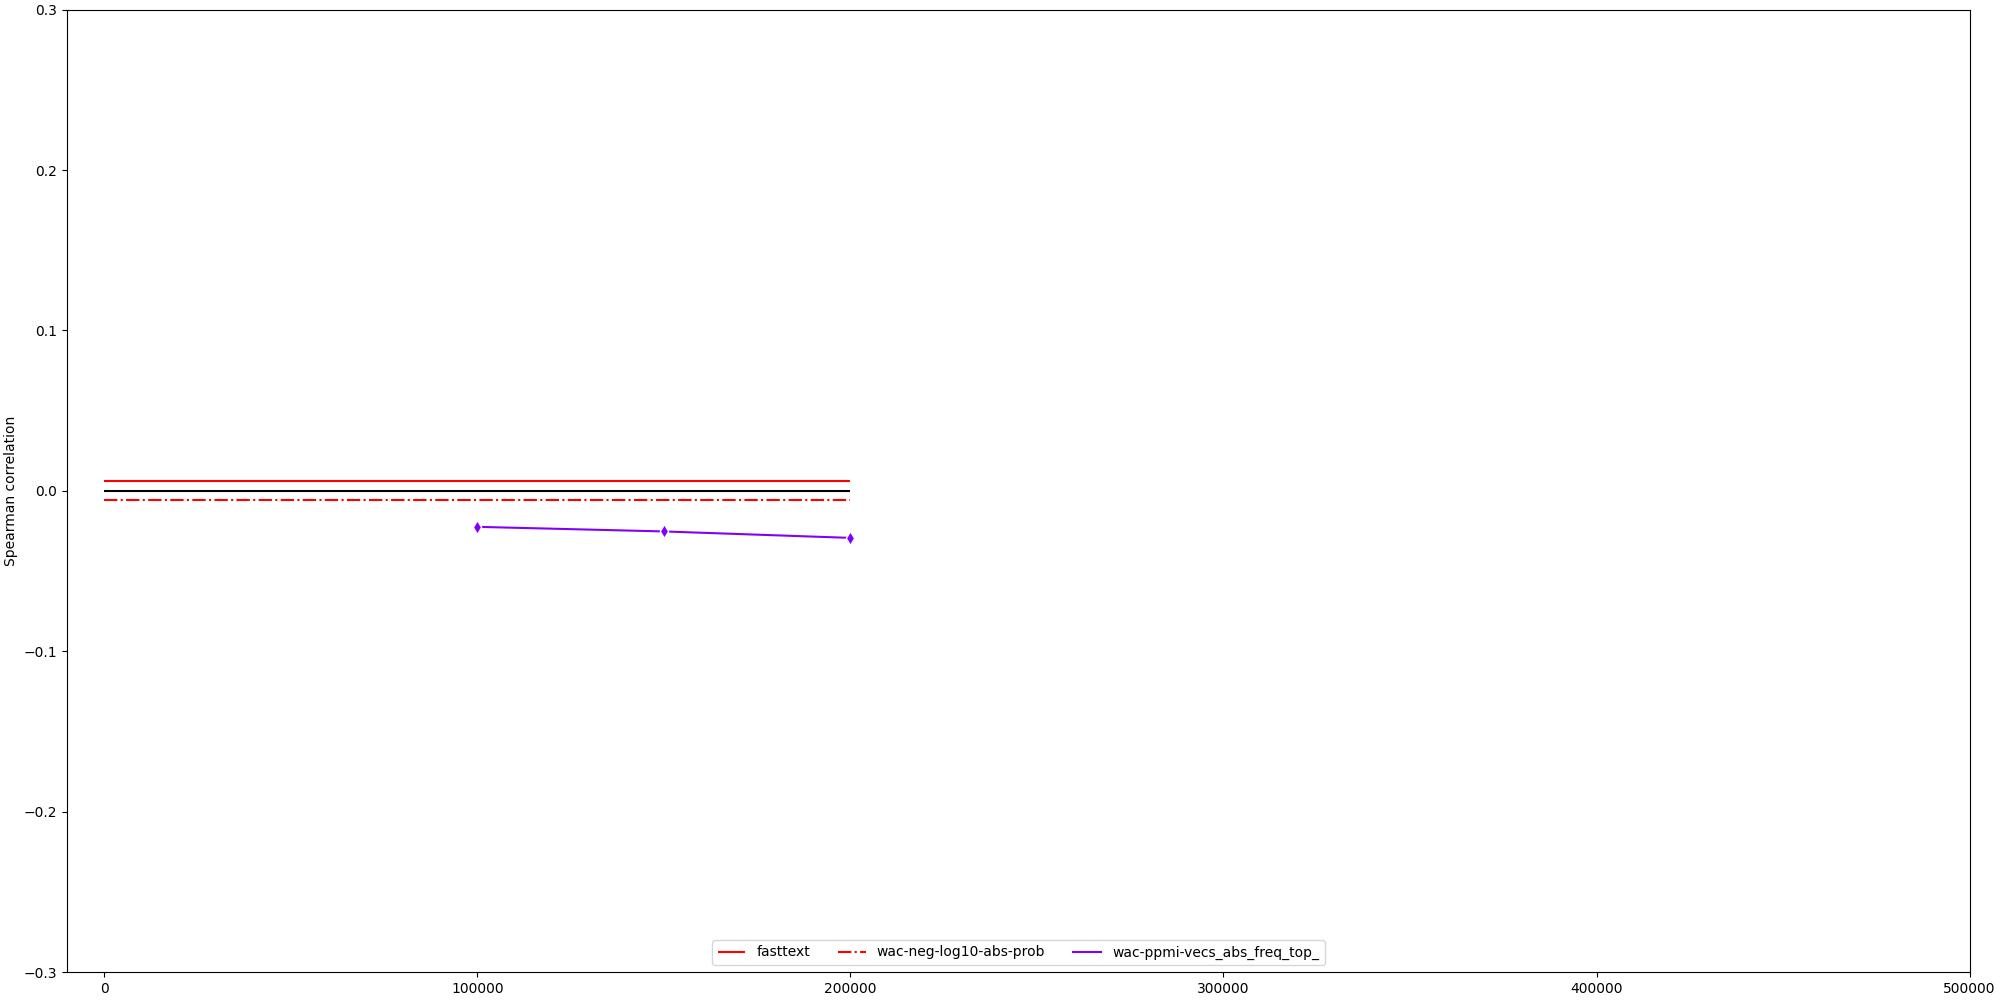 0.3
0.2
0.1
0.0
−0.1
−0.2
−0.3
Spearman correlation
0 100000 200000 300000 400000 500000
fasttext wac-neg-log10-abs-prob wac-ppmi-vecs_abs_freq_top_